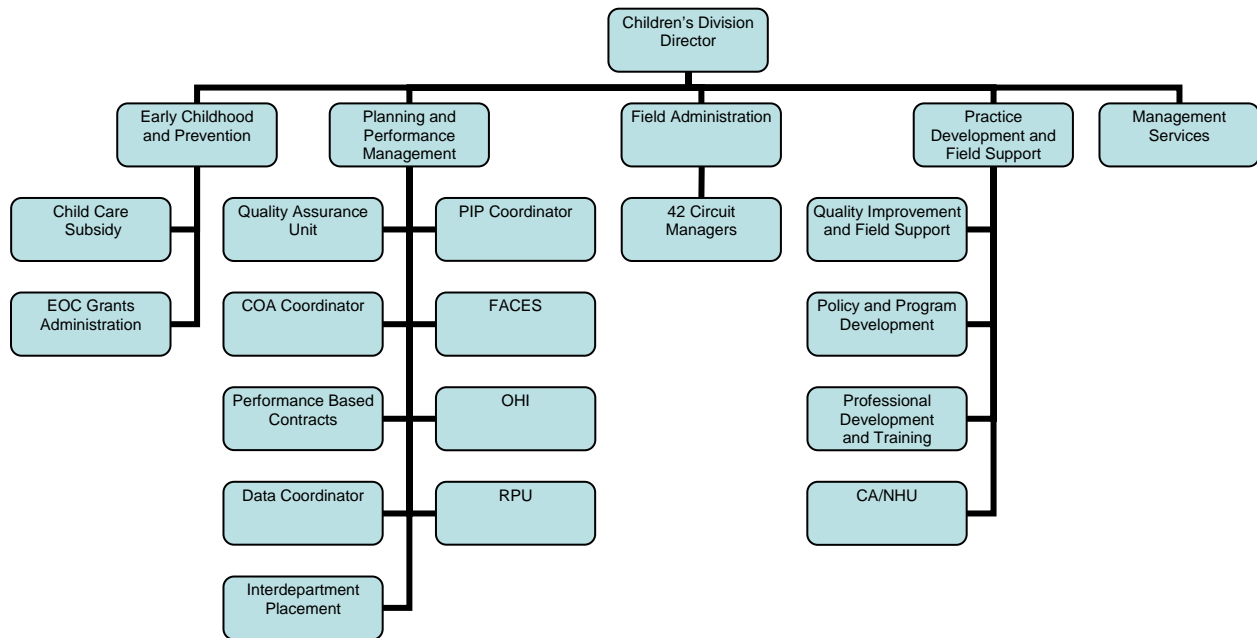 Children's Division
Director
Early Childhood
and Prevention
Planning and
Performance
Management
Field Administration
Practice
Development and
Field Support
Management
Services
Child Care
Subsidy
Quality Assurance
Unit
PIP Coordinator
42 Circuit
Managers
Quality Improvement
and Field Support
EOC Grants
Administration
COA Coordinator
FACES
Policy and Program
Development
Performance Based
Contracts
OHI
Professional
Development
and Training
Data Coordinator
RPU
CA/NHU
Interdepartment
Placement